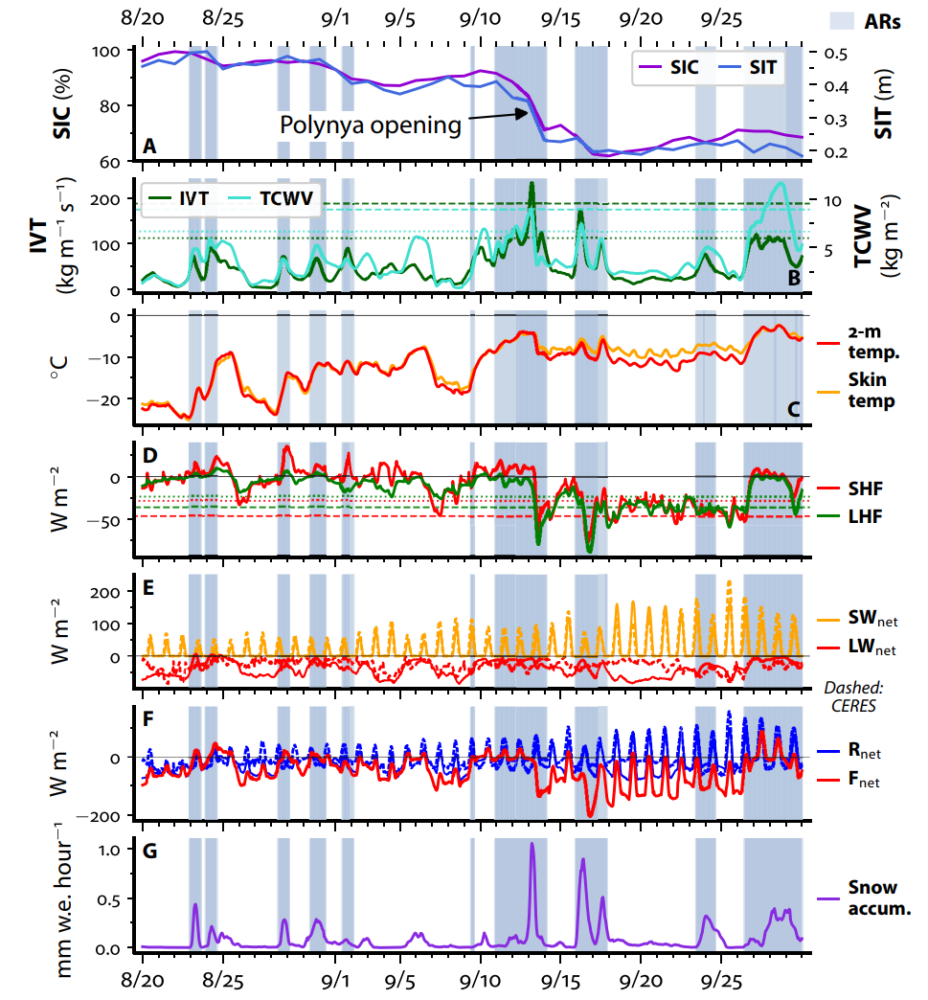 8/20 8/25 9/1 9/5 9/10 9/15 9/20 9/25
ARs
100
80
60
SIC (%)
SIC SIT
Polynya opening
A
0.5
0.4
0.3
0.2
SIT (m)
200
100
0
IVT
(kg m−1 s−1)
IVT TCWV
B
10
5
TCWV
(kg m−2)
0
−10
−20
°C
C
2-m
temp.
Skin
temp
D
0
−50
W m−2
SHF
LHF
E
200
100
0
W m−2
SWnet
LWnet
Dashed:
CERES
F
0
−200
W m−2
Rnet
Fnet
G
1.0
0.5
0.0
mm w.e. hour−1
Snow
accum.
8/20 8/25 9/1 9/5 9/10 9/15 9/20 9/25